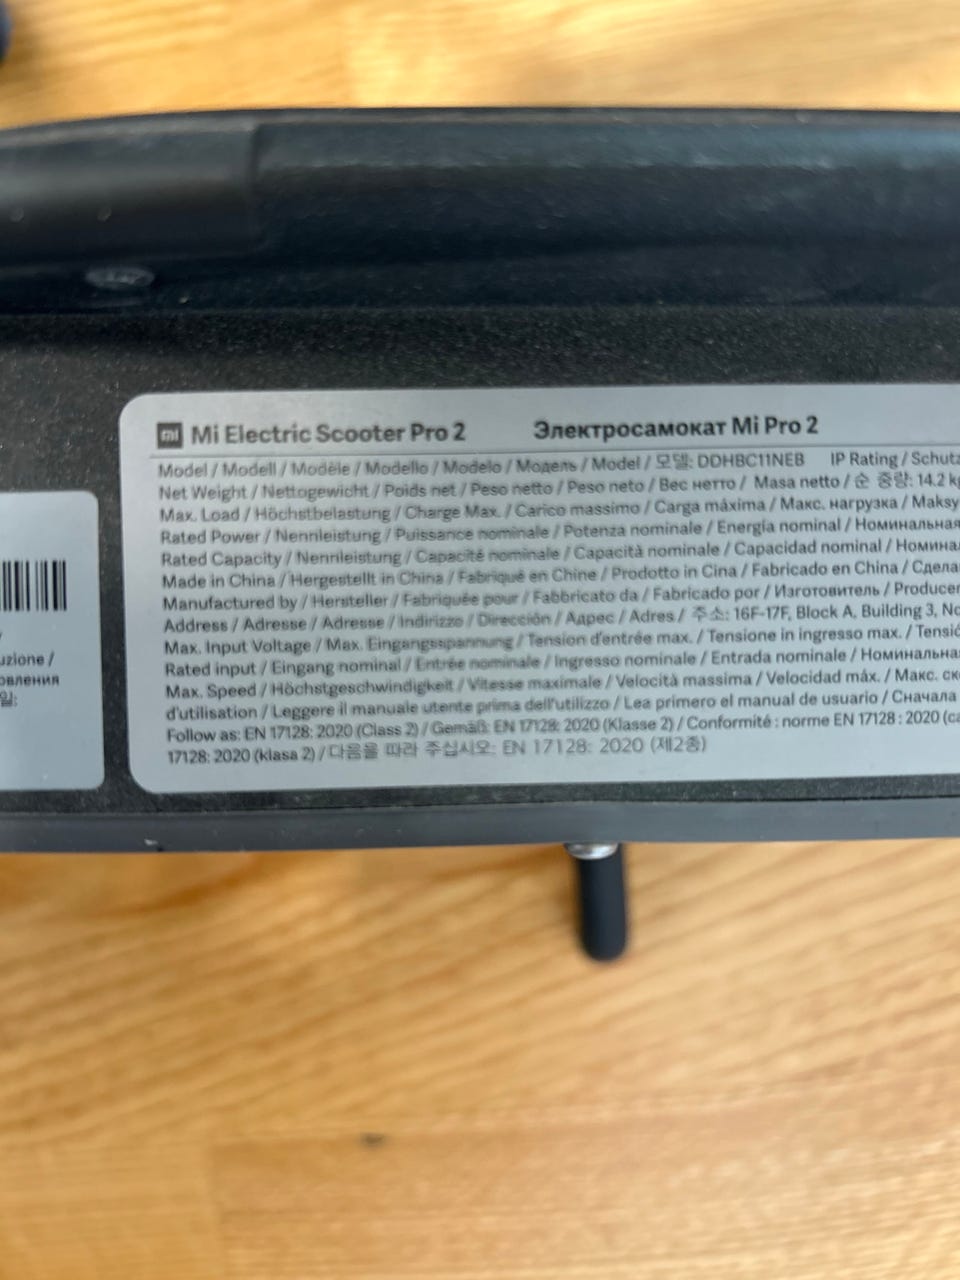 mi Mi Electric Scooter Pro 2 Электросамокат Mi Pro 2
Model / Modell / Modèle / Modello / Modelo / Модель / Model / 모델: DDHBC11NEB IP Rating / Schutz
Net Weight / Nettogewicht / Poids net / Peso netto / Peso neto / Вес нетто / Masa netto / 순 중량: 14.2 kg
Max. Load / Höchstbelastung / Charge Max. / Carico massimo / Carga máxima / Макс. нагрузка / Maksy
Rated Power / Nennleistung / Puissance nominale / Potenza nominale / Energía nominal / Номинальная
Rated Capacity / Nennleistung / Capacité nominale / Capacità nominale / Capacidad nominal / Номина
Made in China / Hergestellt in China / Fabriqué en Chine / Prodotto in Cina / Fabricado en China / Сдела
Manufactured by / Hersteller / Fabriquée pour / Fabbricato da / Fabricado por / Изготовитель / Producen
Address / Adresse / Adresse / Indirizzo / Dirección / Адрес / Adres / 주소: 16F-17F, Block A, Building 3, No
Max. Input Voltage / Max. Eingangsspannung / Tension d'entrée max. / Tensione in ingresso max. / Tensió
Rated input / Eingang nominal / Entrée nominale / Ingresso nominale / Entrada nominale / Номинальна
Max. Speed / Höchstgeschwindigkeit / Vitesse maximale / Velocità massima / Velocidad máx. / Макс. ско
d'utilisation / Leggere il manuale utente prima dell'utilizzo / Lea primero el manual de usuario / Сначала
Follow as: EN 17128: 2020 (Class 2) / Gemäß: EN 17128: 2020 (Klasse 2) / Conformité : norme EN 17128 : 2020 (ca
17128: 2020 (klasa 2) / 다음을 따라 주십시오: EN 17128: 2020 (제2종)
/
uzione /
овления
일: